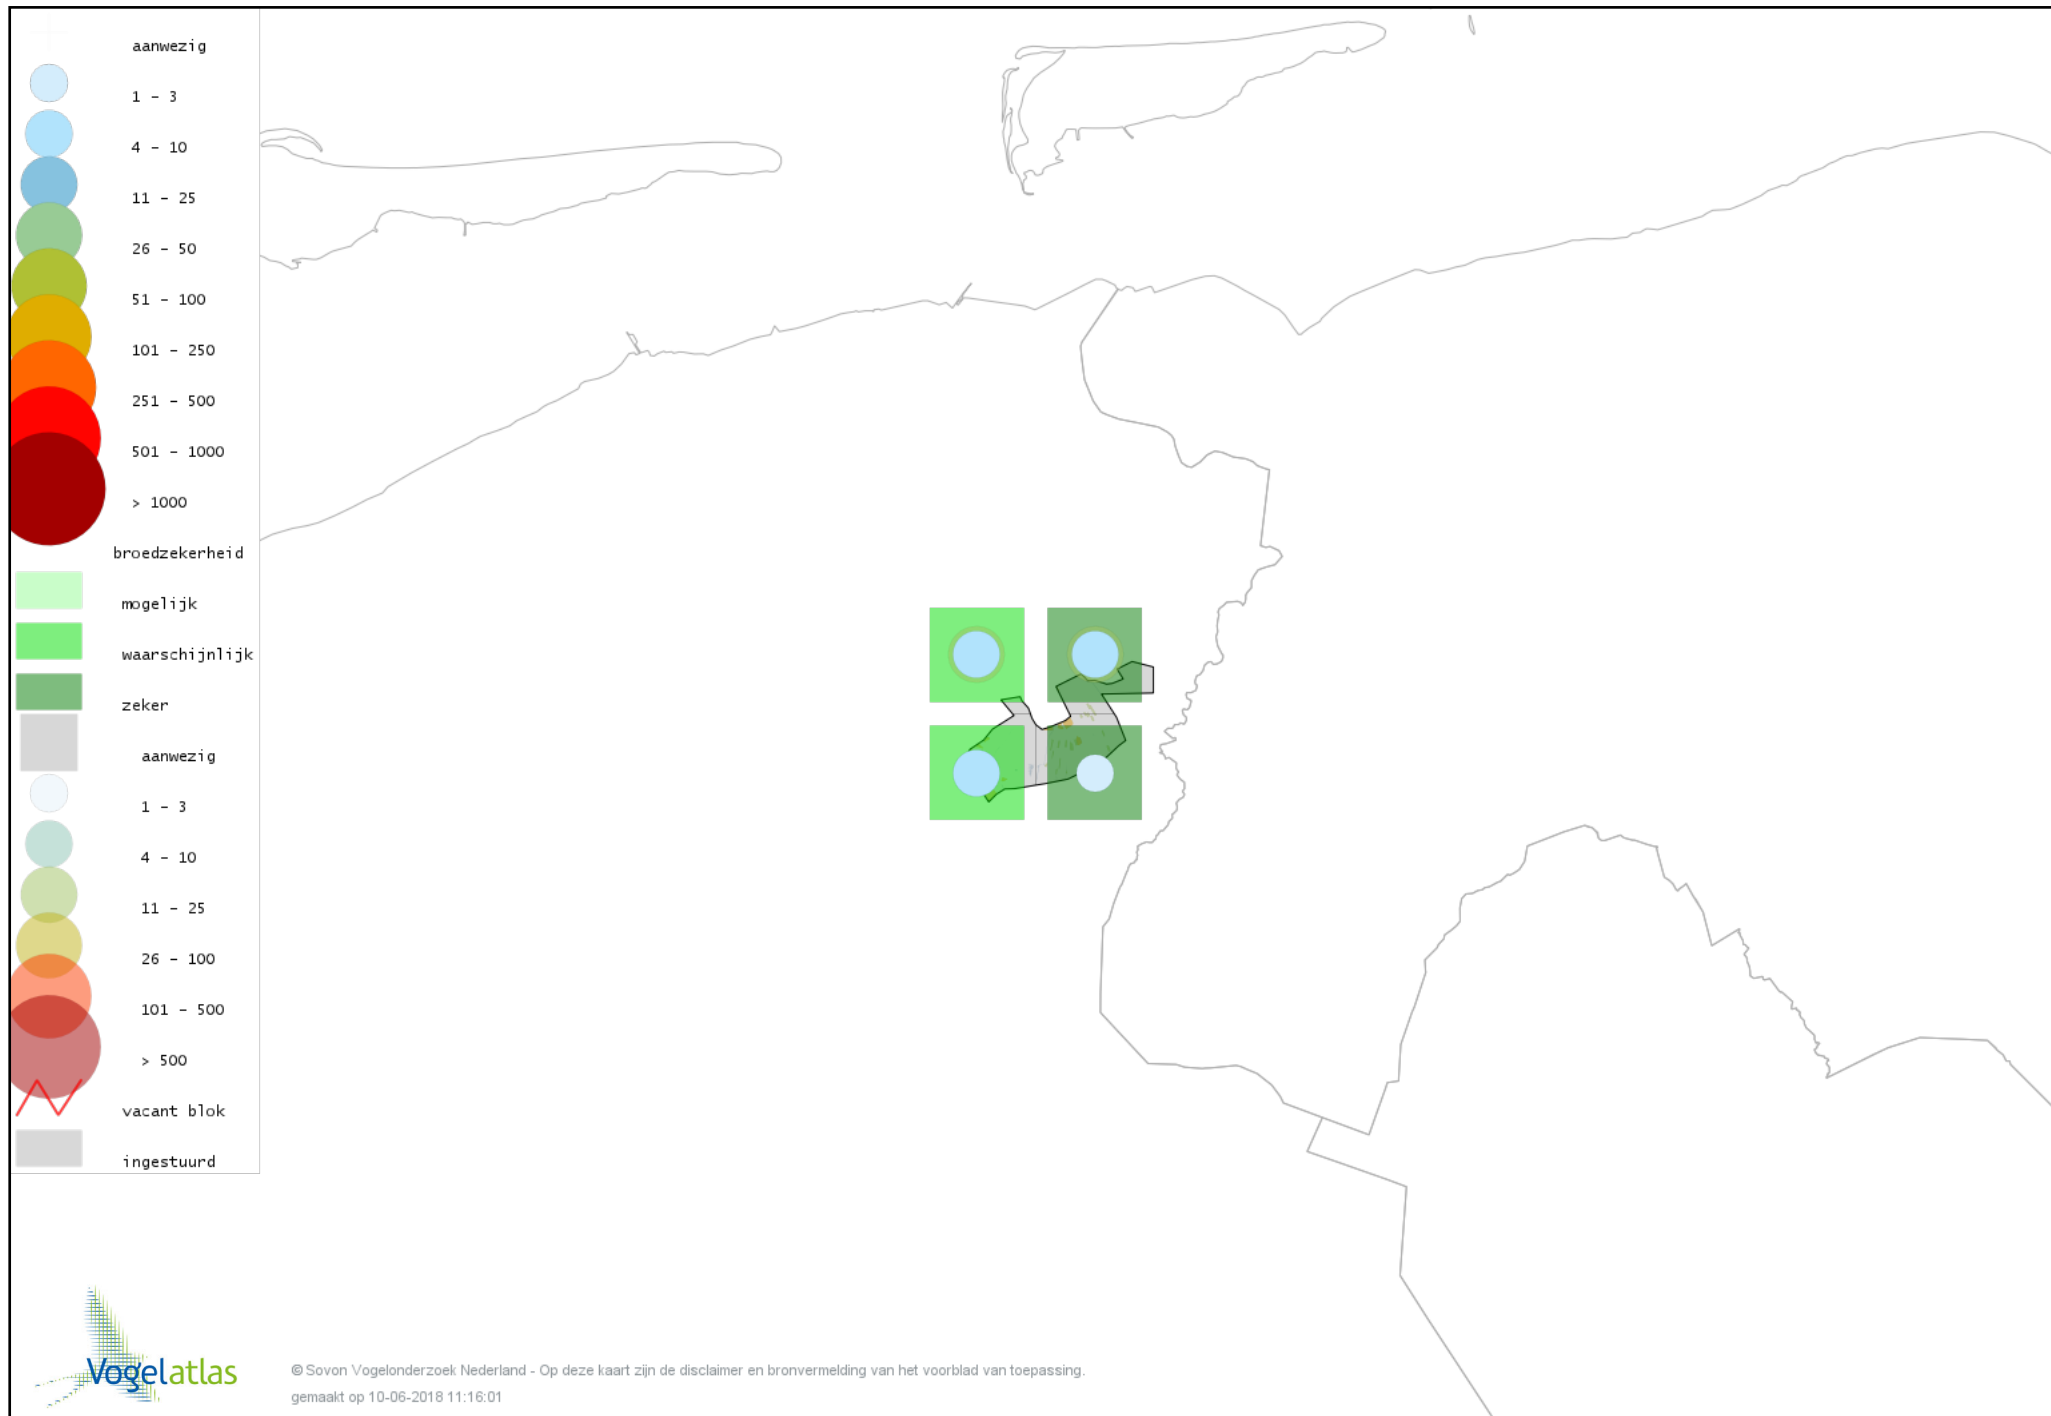 aanwezig
1 - 3
4 - 10
11 - 25
26 - 50
51 - 100
101 - 250
251 - 500
501 - 1000
> 1000
broedzekerheid
mogelijk
waarschijnlijk
zeker
aanwezig
1 - 3
4 - 10
11 - 25
26 - 100
101 - 500
> 500
vacant blok
ingestuurd
Vogelatlas
© Sovon Vogelonderzoek Nederland - Op deze kaart zijn de disclaimer en bronvermelding van het voorblad van toepassing.
gemaakt op 10-06-2018 11:16:01